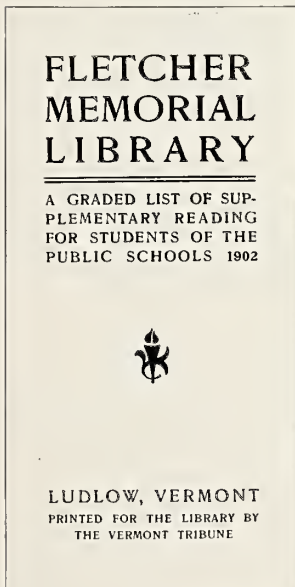 FLETCHER
MEMORIAL
LIBRARY
A GRADED LIST OF SUP-
PLEMENTARY READING
FOR STUDENTS OF THE
PUBLIC SCHOOLS 1902
LUDLOW, VERMONT
PRINTED FOR THE LIBRARY BY
THE VERMONT TRIBUNE